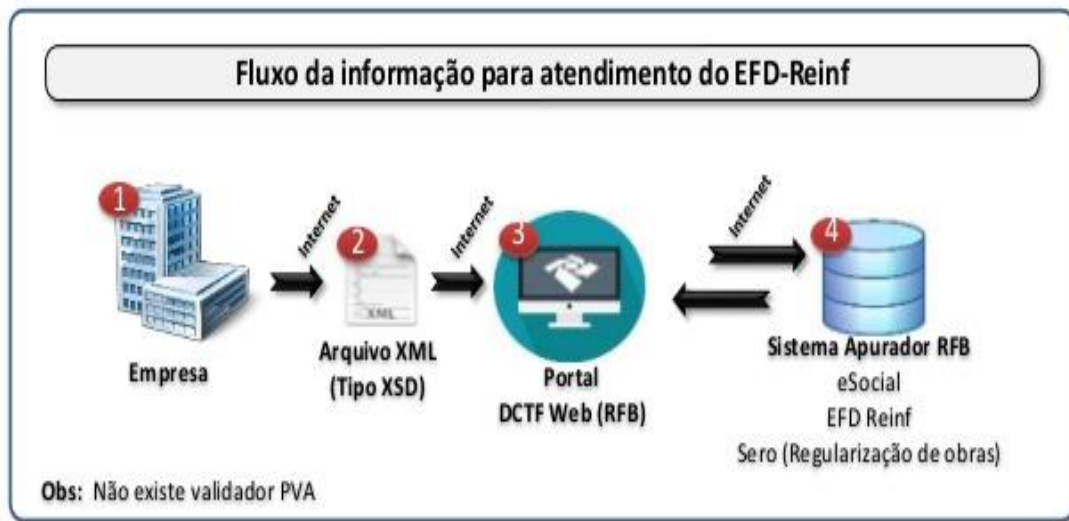 Fluxo da informação para atendimento do EFD-Reinf
1
Internet
2
Internet
3
Internet
4
Empresa
XML
Arquivo XML
(Tipo XSD)
Portal
DCTF Web (RFB)
Sistema Apurador RFB
eSocial
EFD Reinf
Sero (Regularização de obras)
Obs: Não existe validador PVA